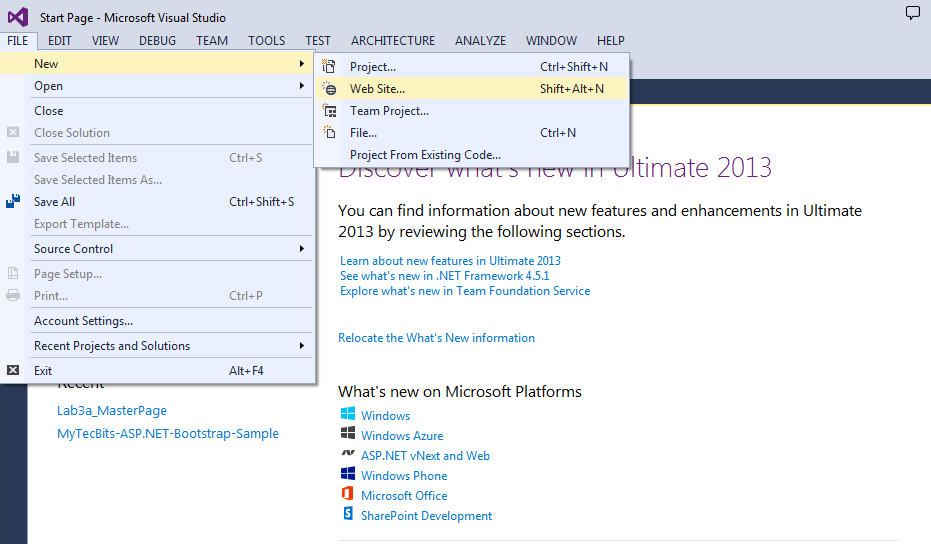 Start Page - Microsoft Visual Studio
FILE EDIT VIEW DEBUG TEAM TOOLS TEST ARCHITECTURE ANALYZE WINDOW HELP
New
Open
Close
Close Solution
Save Selected Items Ctrl+S
Save Selected Items As...
Save All Ctrl+Shift+S
Export Template...
Source Control
Page Setup...
Print... Ctrl+P
Account Settings...
Recent Projects and Solutions
Exit Alt+F4
Project... Ctrl+Shift+N
Web Site... Shift+Alt+N
Team Project...
File... Ctrl+N
Project From Existing Code...
Discover what's new in Ultimate 2013
You can find information about new features and enhancements in Ultimate
2013 by reviewing the following sections.
Learn about new features in Ultimate 2013
See what's new in .NET Framework 4.5.1
Explore what's new in Team Foundation Service
Relocate the What's New information
Recent
Lab3a_MasterPage
MyTecBits-ASP.NET-Bootstrap-Sample
What's new on Microsoft Platforms
Windows
Windows Azure
ASP.NET vNext and Web
Windows Phone
Microsoft Office
SharePoint Development